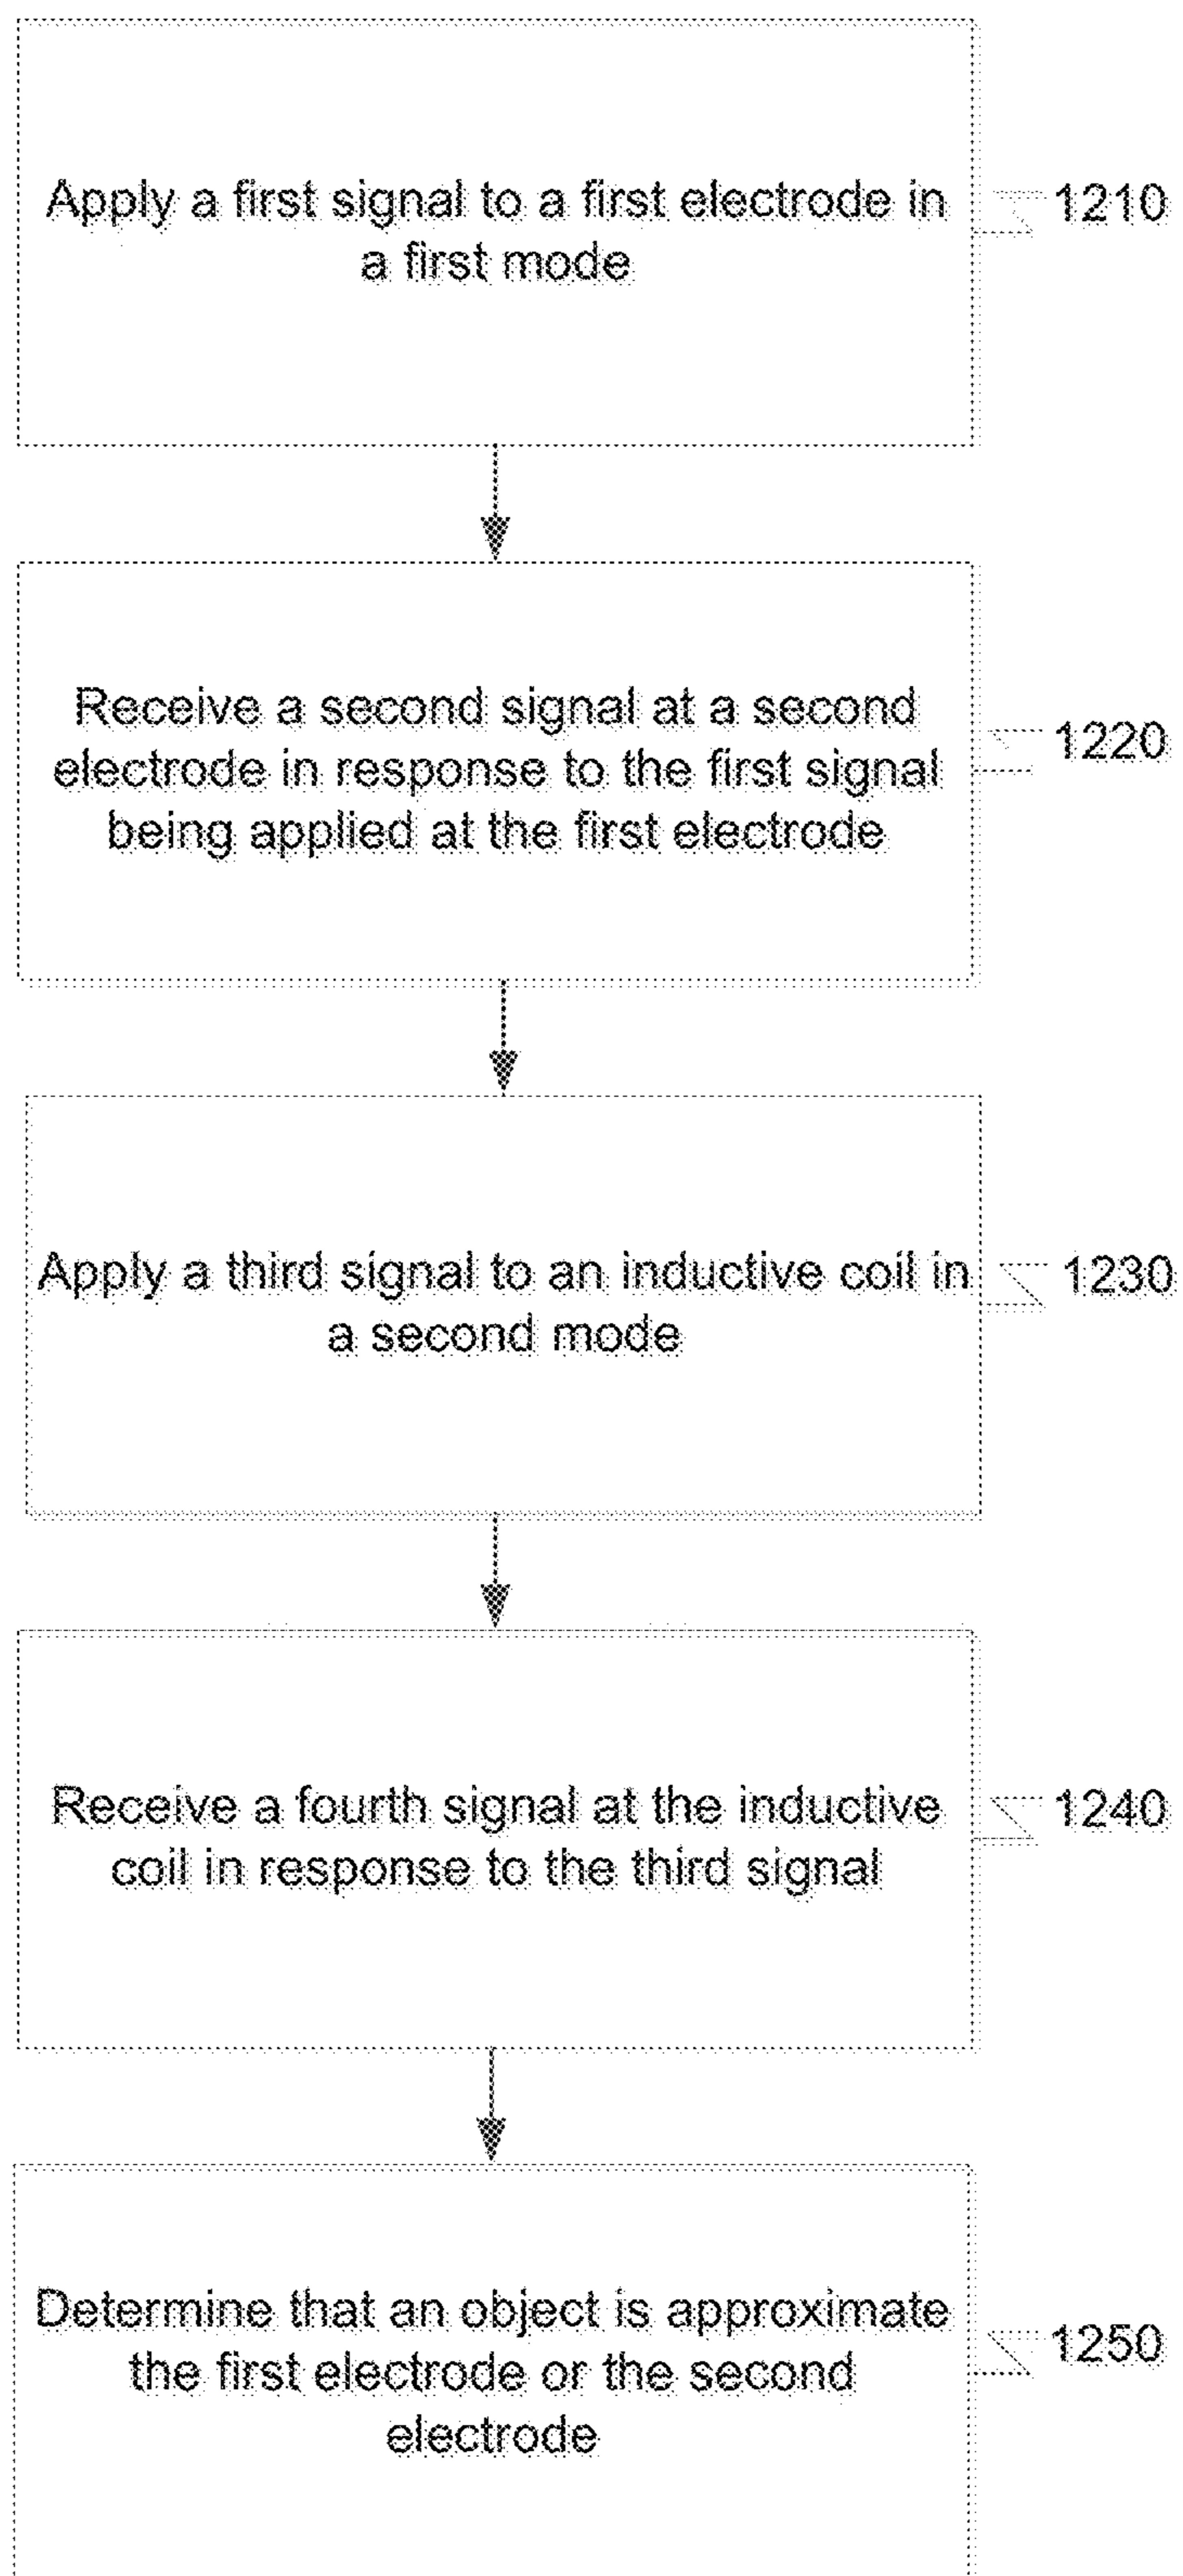 Apply a first signal to a first electrode in
a first mode
1210
Receive a second signal at a second
electrode in response to the first signal
being applied at the first electrode
1220
Apply a third signal to an inductive coil in
a second mode
1230
Receive a fourth signal at the inductive
coil in response to the third signal
1240
Determine that an object is approximate
the first electrode or the second
electrode
1250